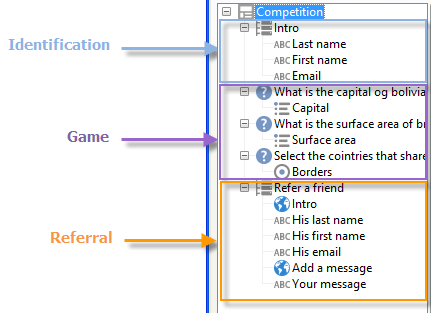 Competition
Intro
Identification
ABC Last name
ABC First name
ABC Email
? What is the capital og bolivia
Capital
Game
? What is the surface area of br
Surface area
? Select the cointries that share
Borders
Refer a friend
Intro
ABC His last name
Referral
ABC His first name
ABC His email
Add a message
ABC Your message